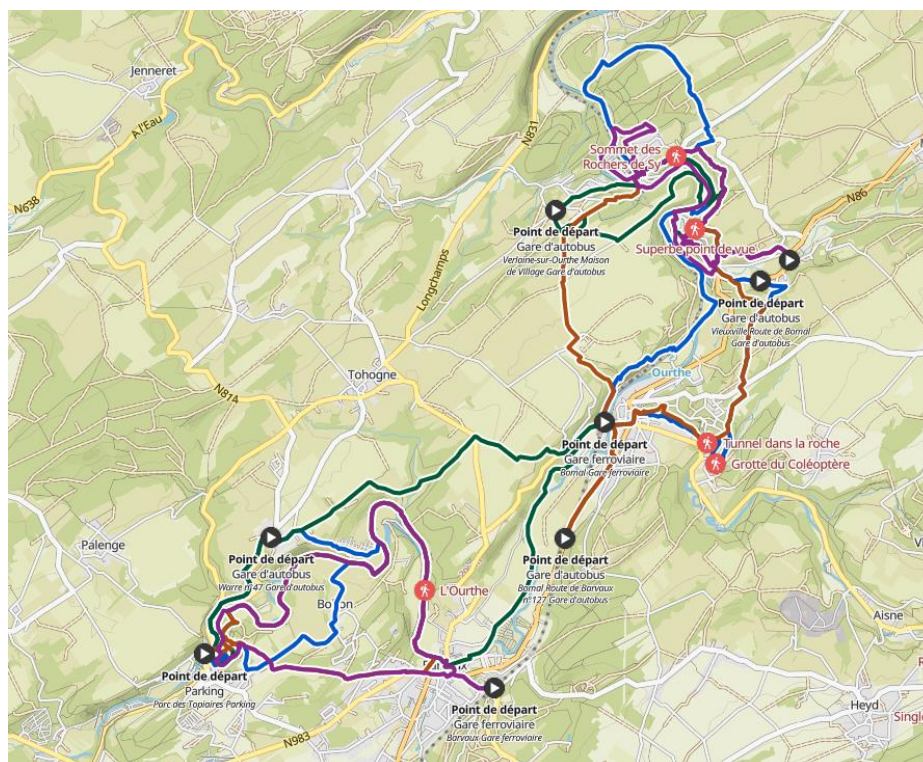 Jenneret
A l'Eau
N831
N638
Sommet des
Rochers de Sy
N86
Point de départ
Gare d'autobus
Verlaine-sur-Ourthe Maison
de Village Gare d'autobus
Superbe point de vue
Longchamps
Point de départ
Gare d'autobus
Vieuxville Route de Bomal
Gare d'autobus
Tohogne
Ourthe
N814
Point de départ
Gare ferroviaire
Bomal Gare ferroviaire
Tunnel dans la roche
Grotte du Coléoptère
Palenge
Point de départ
Gare d'autobus
Warre n°47 Gare d'autobus
Point de départ
Gare d'autobus
Bomal Route de Barvaux
n°127 Gare d'autobus
L'Ourthe
Aisne
Point de départ
Parking
Parc des Topiaires Parking
Point de départ
Gare ferroviaire
Barvaux Gare ferroviaire
Heyd
Single
N983